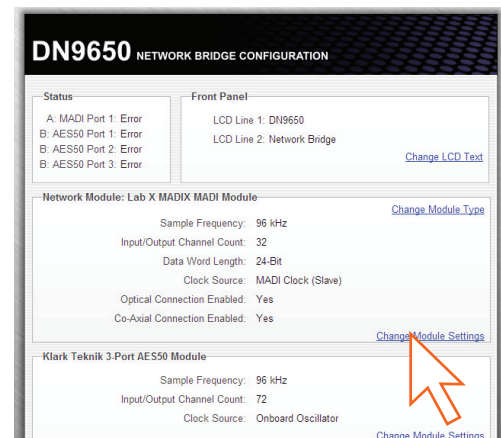 DN9650 NETWORK BRIDGE CONFIGURATION
Status
A: MADI Port 1: Error
B: AES50 Port 1: Error
B: AES50 Port 2: Error
B: AES50 Port 3: Error
Front Panel
LCD Line 1: DN9650
LCD Line 2: Network Bridge
Change LCD Text
Network Module: Lab X MADIX MADI Module
Change Module Type
Sample Frequency: 96 kHz
Input/Output Channel Count: 32
Data Word Length: 24-Bit
Clock Source: MADI Clock (Slave)
Optical Connection Enabled: Yes
Co-Axial Connection Enabled: Yes
Change Module Settings
Klark Teknik 3-Port AES50 Module
Sample Frequency: 96 kHz
Input/Output Channel Count: 72
Clock Source: Onboard Oscillator
Change Module Settings